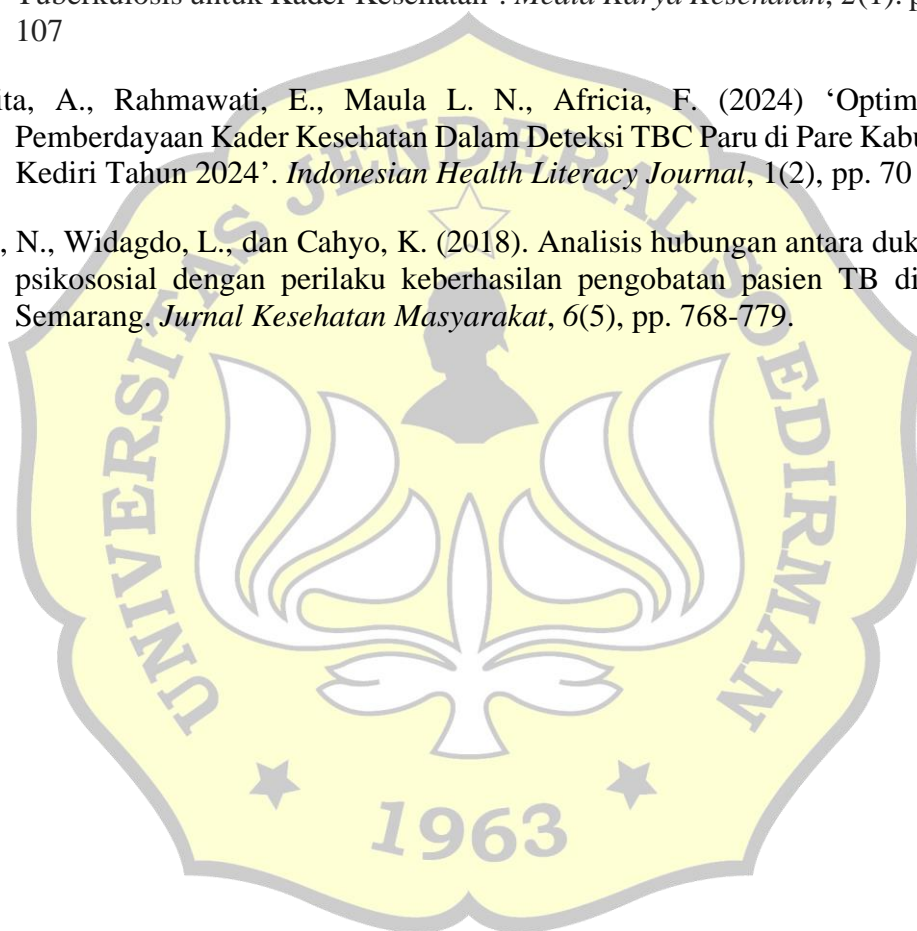 Tuberkulosis untuk Kader Kesehatan'. Media Karya Kesehatan, 2(1). p
107
ita, A., Rahmawati, E., Maula L. N., Africia, F. (2024) 'Optim
Pemberdayaan Kader Kesehatan Dalam Deteksi TBC Paru di Pare Kabu
Kediri Tahun 2024'. Indonesian Health Literacy Journal, 1(2), pp. 70
, N., Widagdo, L., dan Cahyo, K. (2018). Analisis hubungan antara duk
psikososial dengan perilaku keberhasilan pengobatan pasien TB di
Semarang. Jurnal Kesehatan Masyarakat, 6(5), pp. 768-779.
UNIVERSITAS JENDERAL SOEDIRMAN
1963